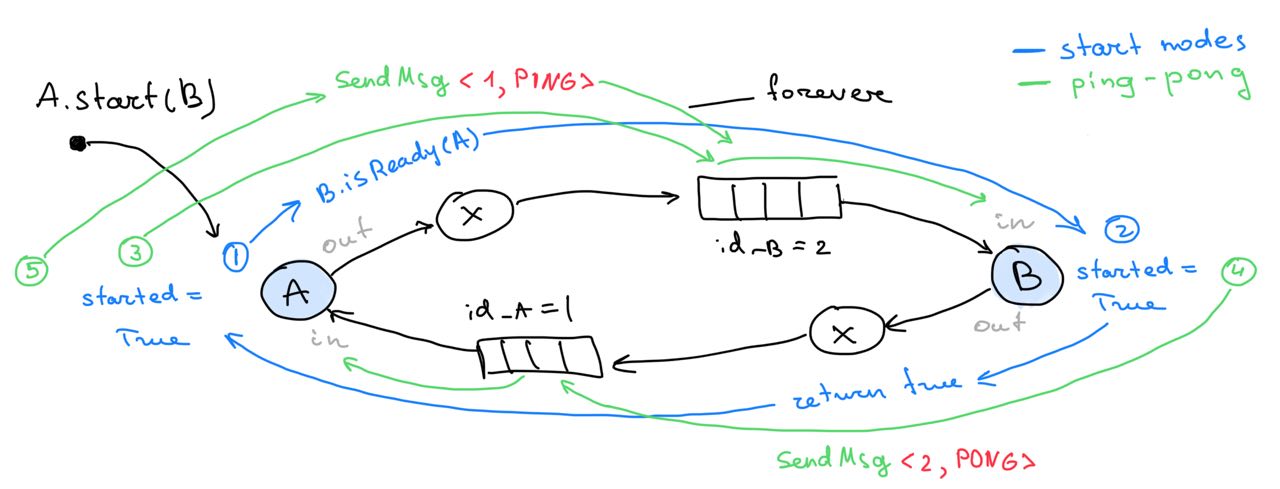 start nodes
ping-pong
SendMsg <1, PING>
A.start(B)
forever
B.isReady(A)
5
3
1
out
X
in
2
id_B = 2
A
B
started =
True
started =
True
4
id_A = 1
in
X
out
return true
SendMsg <2, PONG>